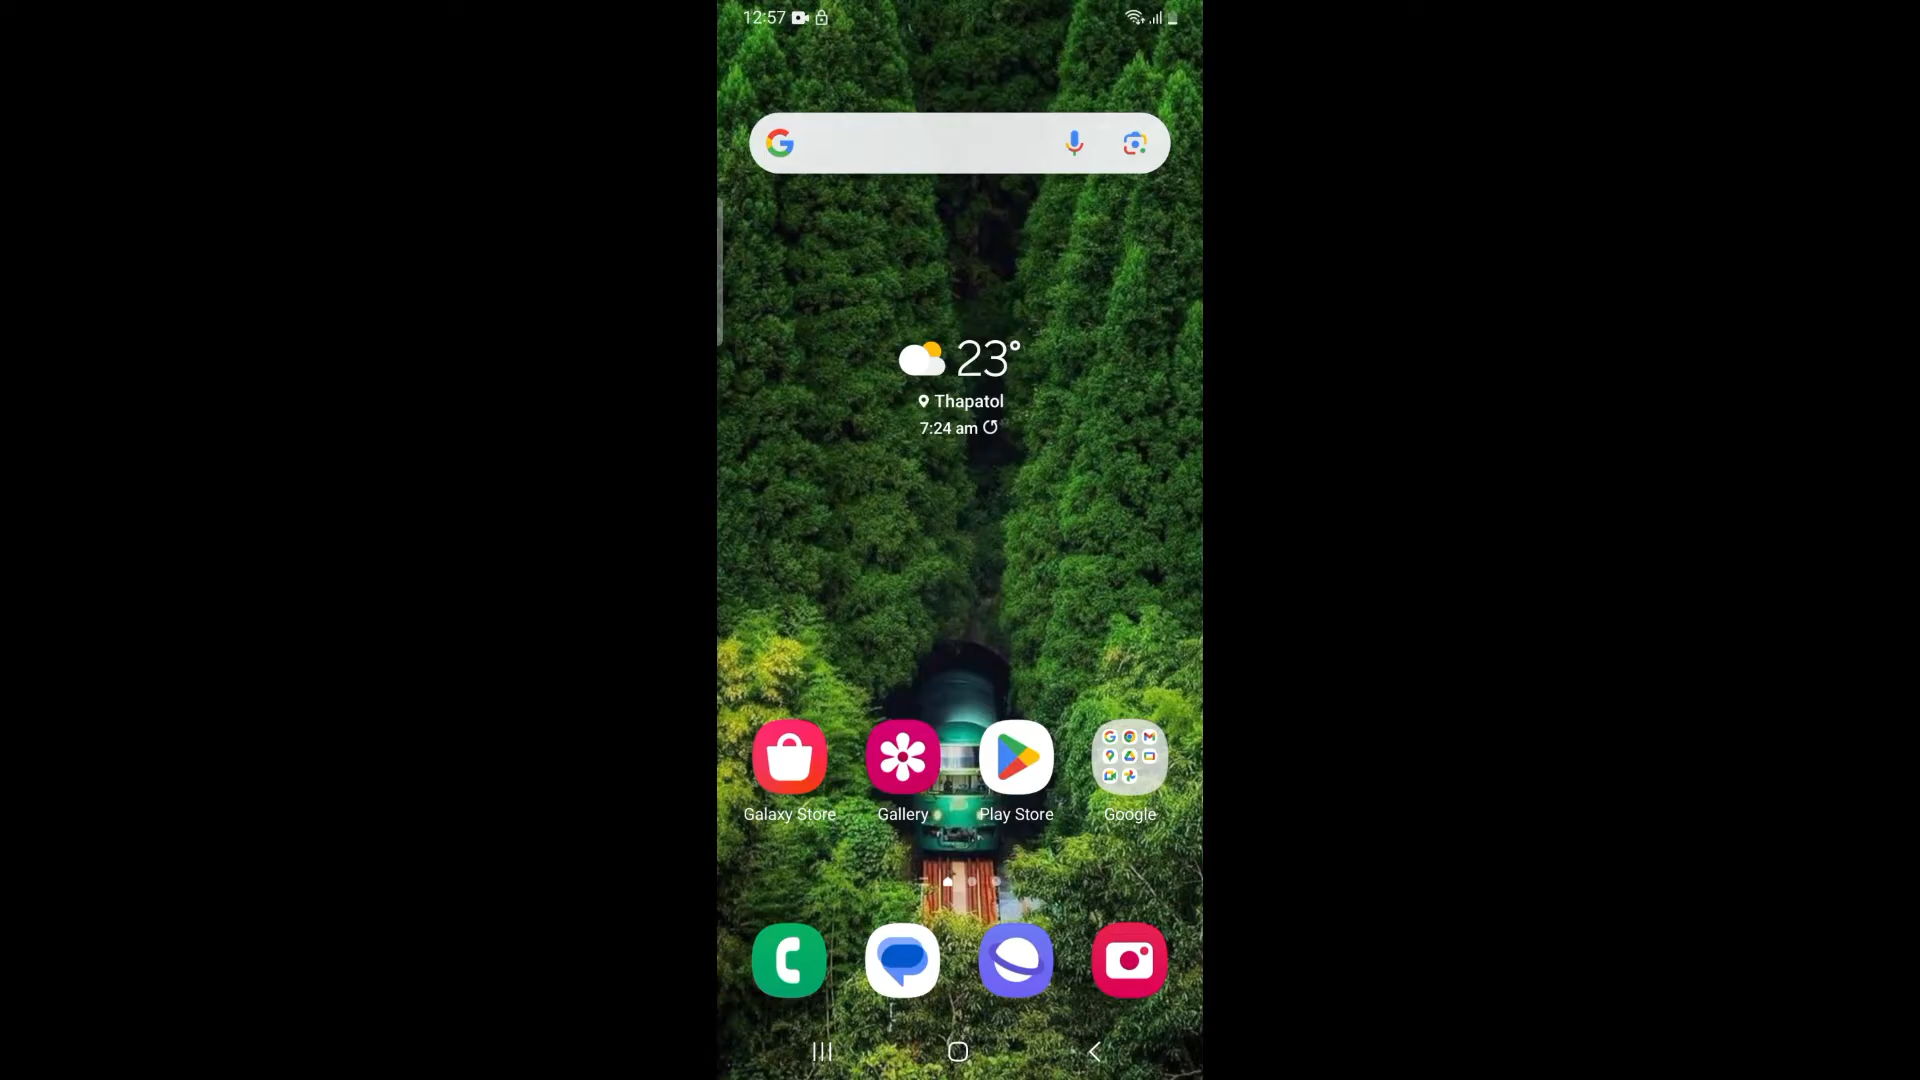 12:57
23°
Thapatol
7:24 am
Galaxy Store
Gallery
Play Store
Google